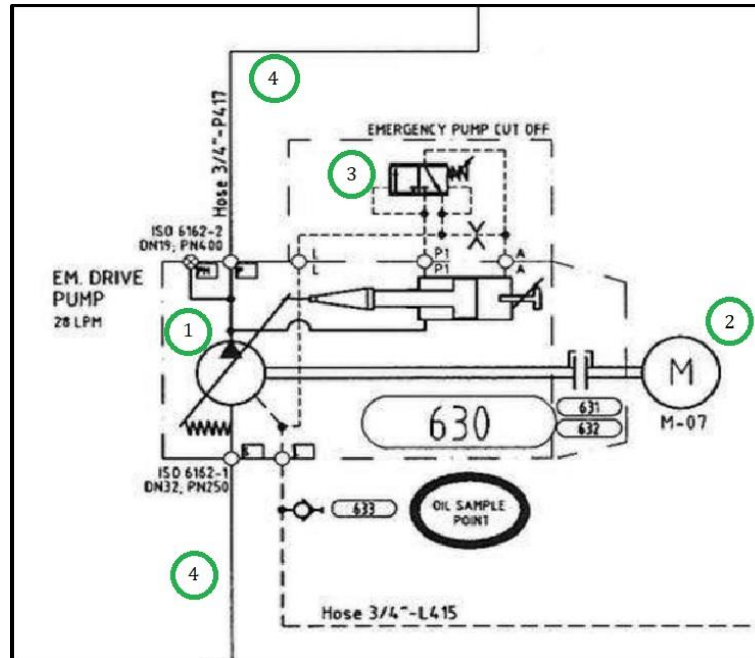 4
Hose 3/4"-P417
EMERGENCY PUMP CUT OFF
3
ISO 6162-2
DN19; PN400
P
L
L
P1
P1
A
A
EM. DRIVE
PUMP
28 LPM
1
2
M
M-07
630
631
632
ISO 6162-1
DN32, PN250
633
OIL SAMPLE
POINT
4
Hose 3/4"-L415